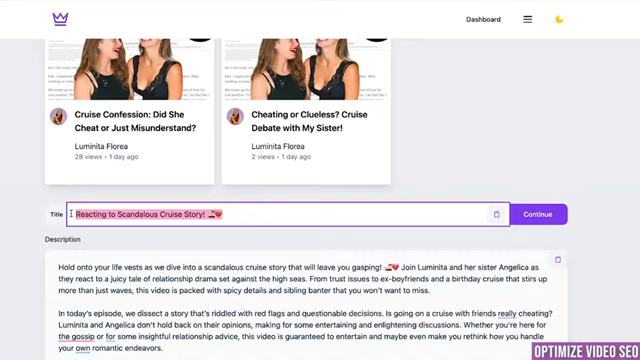 Dashboard
Cruise Confession: Did She
Cheat or Just Misunderstand?
Luminita Florea
28 views • 1 day ago
Cheating or Clueless? Cruise
Debate with My Sister!
Luminita Florea
2 views • 1 day ago
Title
Reacting to Scandalous Cruise Story! 🚢💔
Continue
Description
Hold onto your life vests as we dive into a scandalous cruise story that will leave you gasping! 🚢💔 Join Luminita and her sister Angelica as
they react to a juicy tale of relationship drama set against the high seas. From trust issues to ex-boyfriends and a birthday cruise that stirs up
more than just waves, this video is packed with spicy details and sibling banter that you won't want to miss.
In today's episode, we dissect a story that's riddled with red flags and questionable decisions. Is going on a cruise with friends really cheating?
Luminita and Angelica don't hold back on their opinions, making for some entertaining and enlightening discussions. Whether you're here for
the gossip or for some insightful relationship advice, this video is guaranteed to entertain and maybe even make you rethink how you handle
your own romantic endeavors.
OPTIMIZE VIDEO SEO